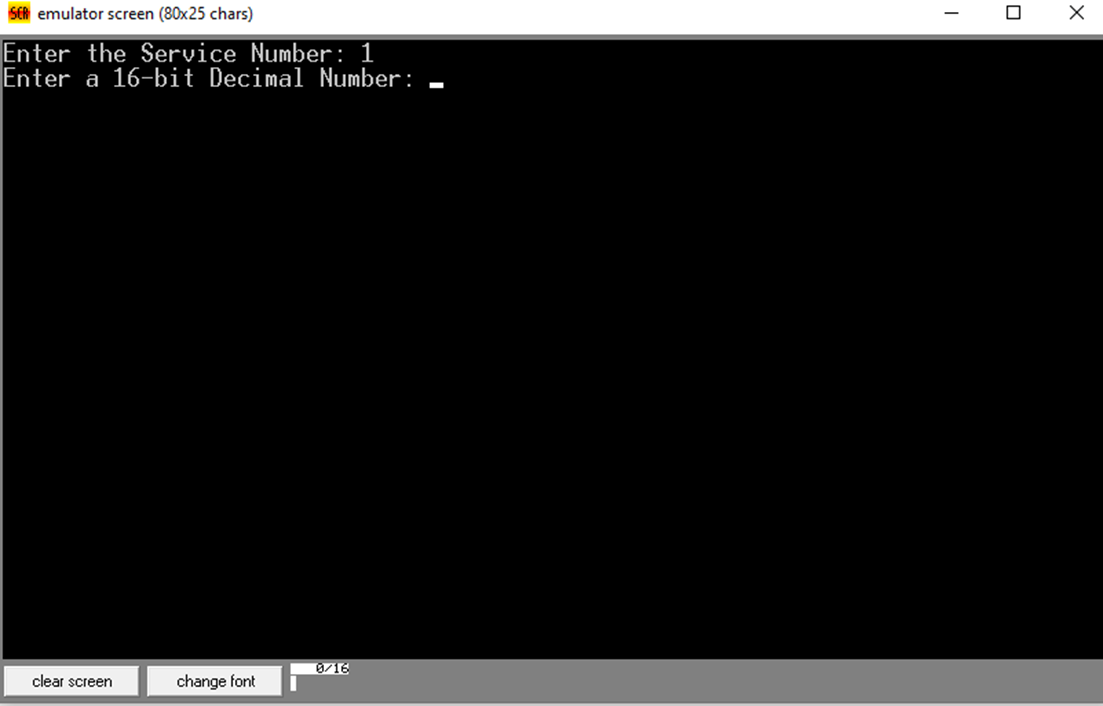 SCR emulator screen (80x25 chars)
Enter the Service Number: 1
Enter a 16-bit Decimal Number:
clear screen
change font
0/16